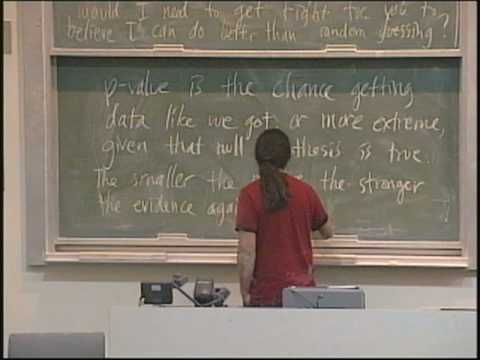 would I need to get right for you to
believe I can do better than random guessing?
p-value is the chance getting
data like we got or more extreme,
given that null thesis is true.
The smaller the the stronger
the evidence agai